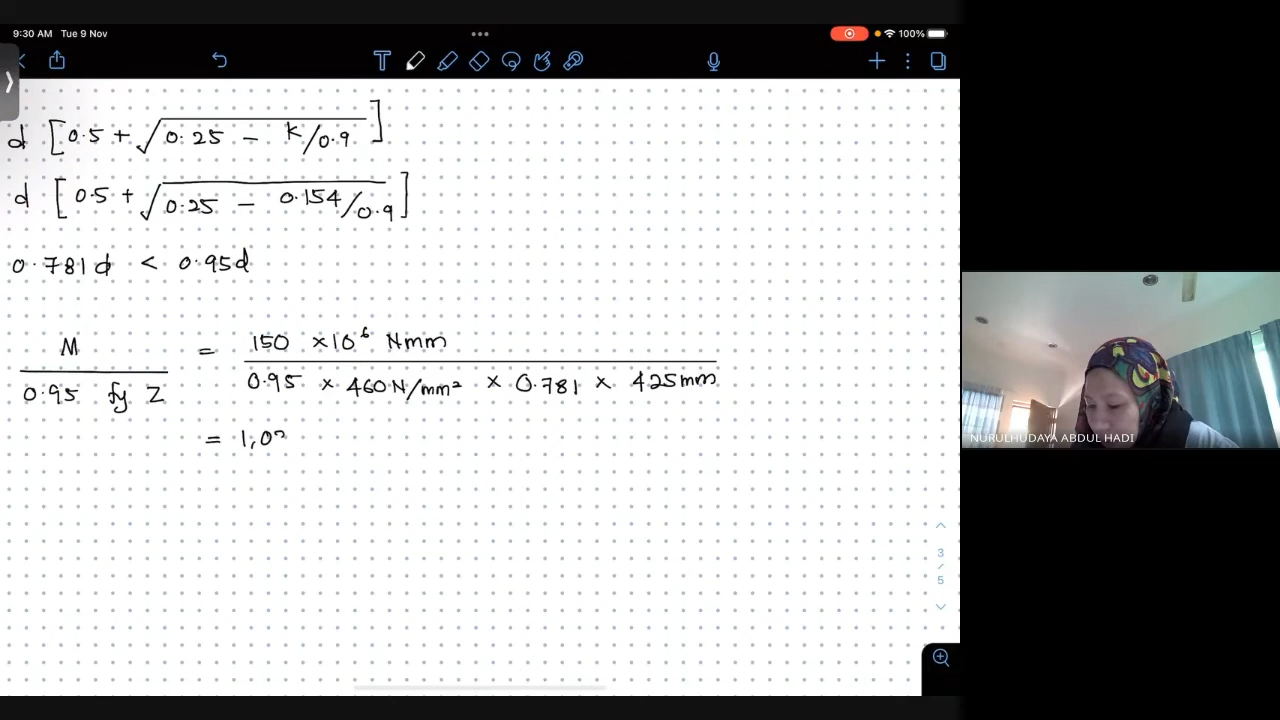 9:30 AM Tue 9 Nov
100%
d [0.5 + √0.25 - K/0.9]
d [0.5 + √0.25 - 0.154/0.9]
0.781d < 0.95d
M = 150 × 10⁶ Nmm
0.95 fy Z 0.95 × 460 N/mm² × 0.781 × 425mm
= 1,0
3
/
5
NURULHUDAYA ABDUL HADI